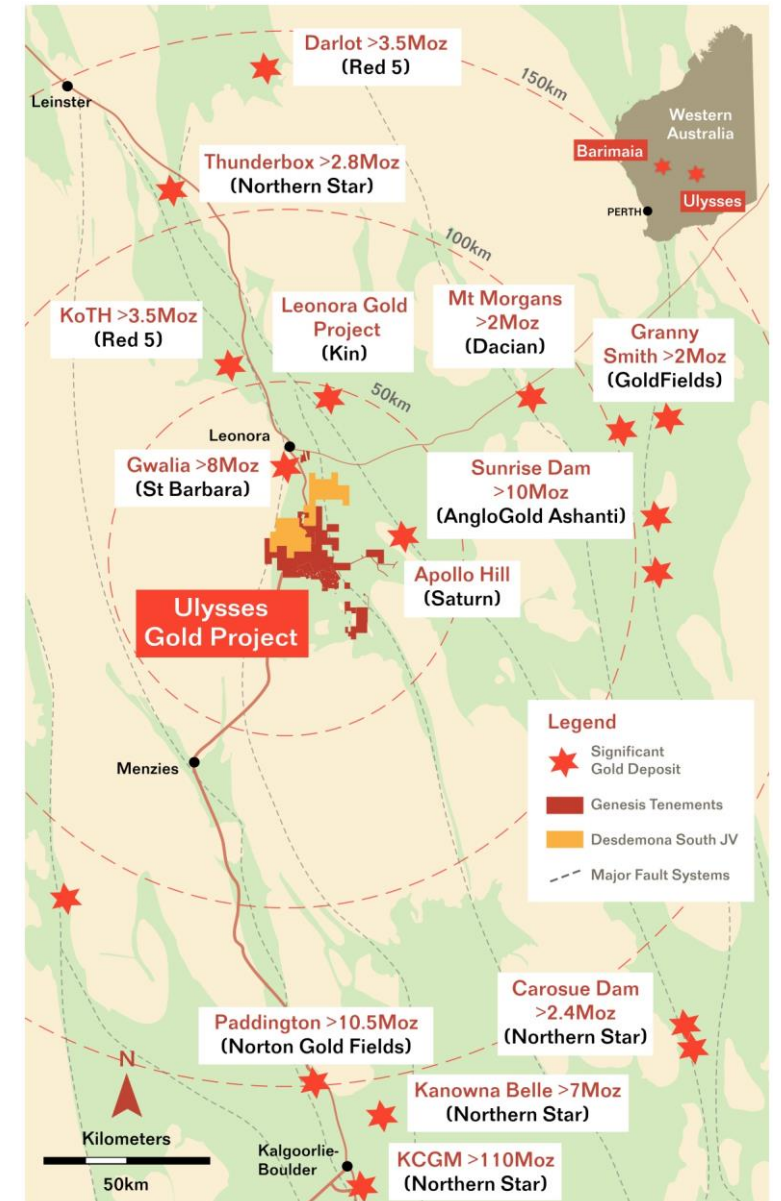 Darlot >3.5Moz
(Red 5)
150km
Leinster
Western
Australia
Barimaia
Ulysses
PERTH
Thunderbox >2.8Moz
(Northern Star)
100km
KoTH >3.5Moz
(Red 5)
Leonora Gold
Project
(Kin)
Mt Morgans
>2Moz
(Dacian)
Granny
Smith >2Moz
(GoldFields)
50km
Leonora
Gwalia >8Moz
(St Barbara)
Sunrise Dam
>10Moz
(AngloGold Ashanti)
Apollo Hill
(Saturn)
Ulysses
Gold Project
Menzies
Legend
Significant
Gold Deposit
Genesis Tenements
Desdemona South JV
Major Fault Systems
Carosue Dam
>2.4Moz
(Northern Star)
Paddington >10.5Moz
(Norton Gold Fields)
N
Kilometers
50km
Kanowna Belle >7Moz
(Northern Star)
Kalgoorlie-
Boulder
KCGM >110Moz
(Northern Star)